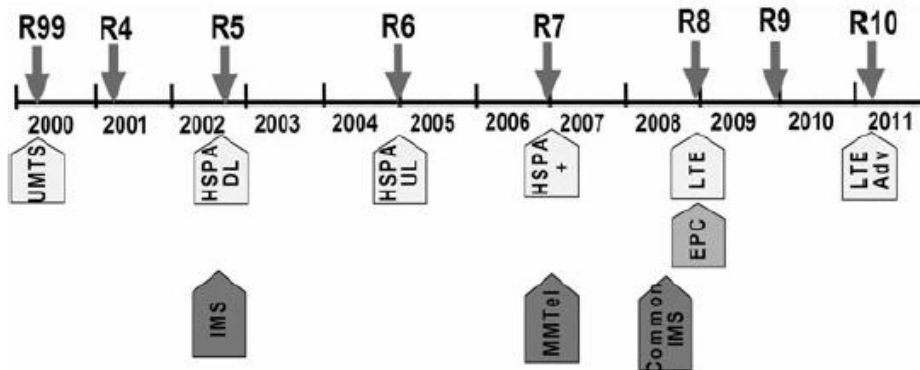 R99 R4 R5 R6 R7 R8 R9 R10
2000 2001 2002 2003 2004 2005 2006 2007 2008 2009 2010 2011
UMTS
HSPA
DL
HSPA
UL
HSPA
+
LTE
LTE
Adv
EPC
IMS
MMTel
Common
IMS